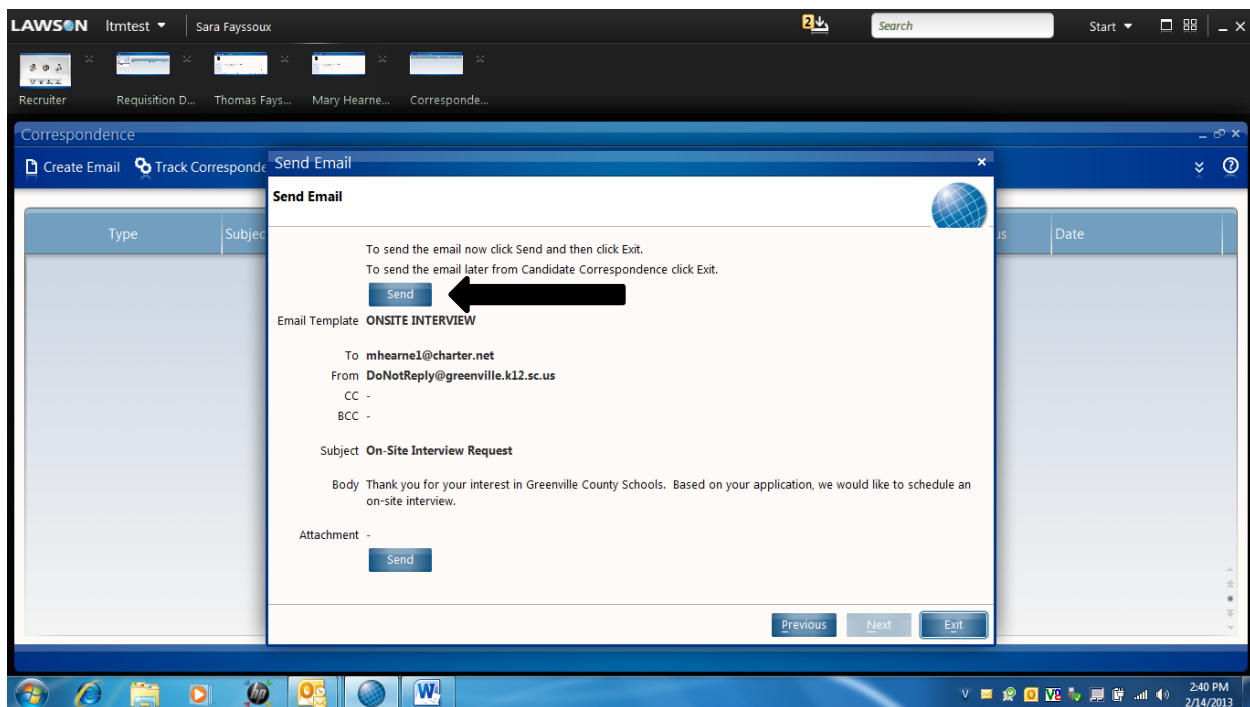 LAWSON ltmtest Sara Fayssoux 2 Search Start
Recruiter Requisition D... Thomas Fays... Mary Hearne... Corresponde...
Correspondence
Create Email Track Corresponde
Send Email
Send Email
Type Subjec us Date
To send the email now click Send and then click Exit.
To send the email later from Candidate Correspondence click Exit.
Send
Email Template ONSITE INTERVIEW
To mhearne1@charter.net
From DoNotReply@greenville.k12.sc.us
CC -
BCC -
Subject On-Site Interview Request
Body Thank you for your interest in Greenville County Schools. Based on your application, we would like to schedule an
on-site interview.
Attachment -
Send
Previous Next Exit
2:40 PM
2/14/2013